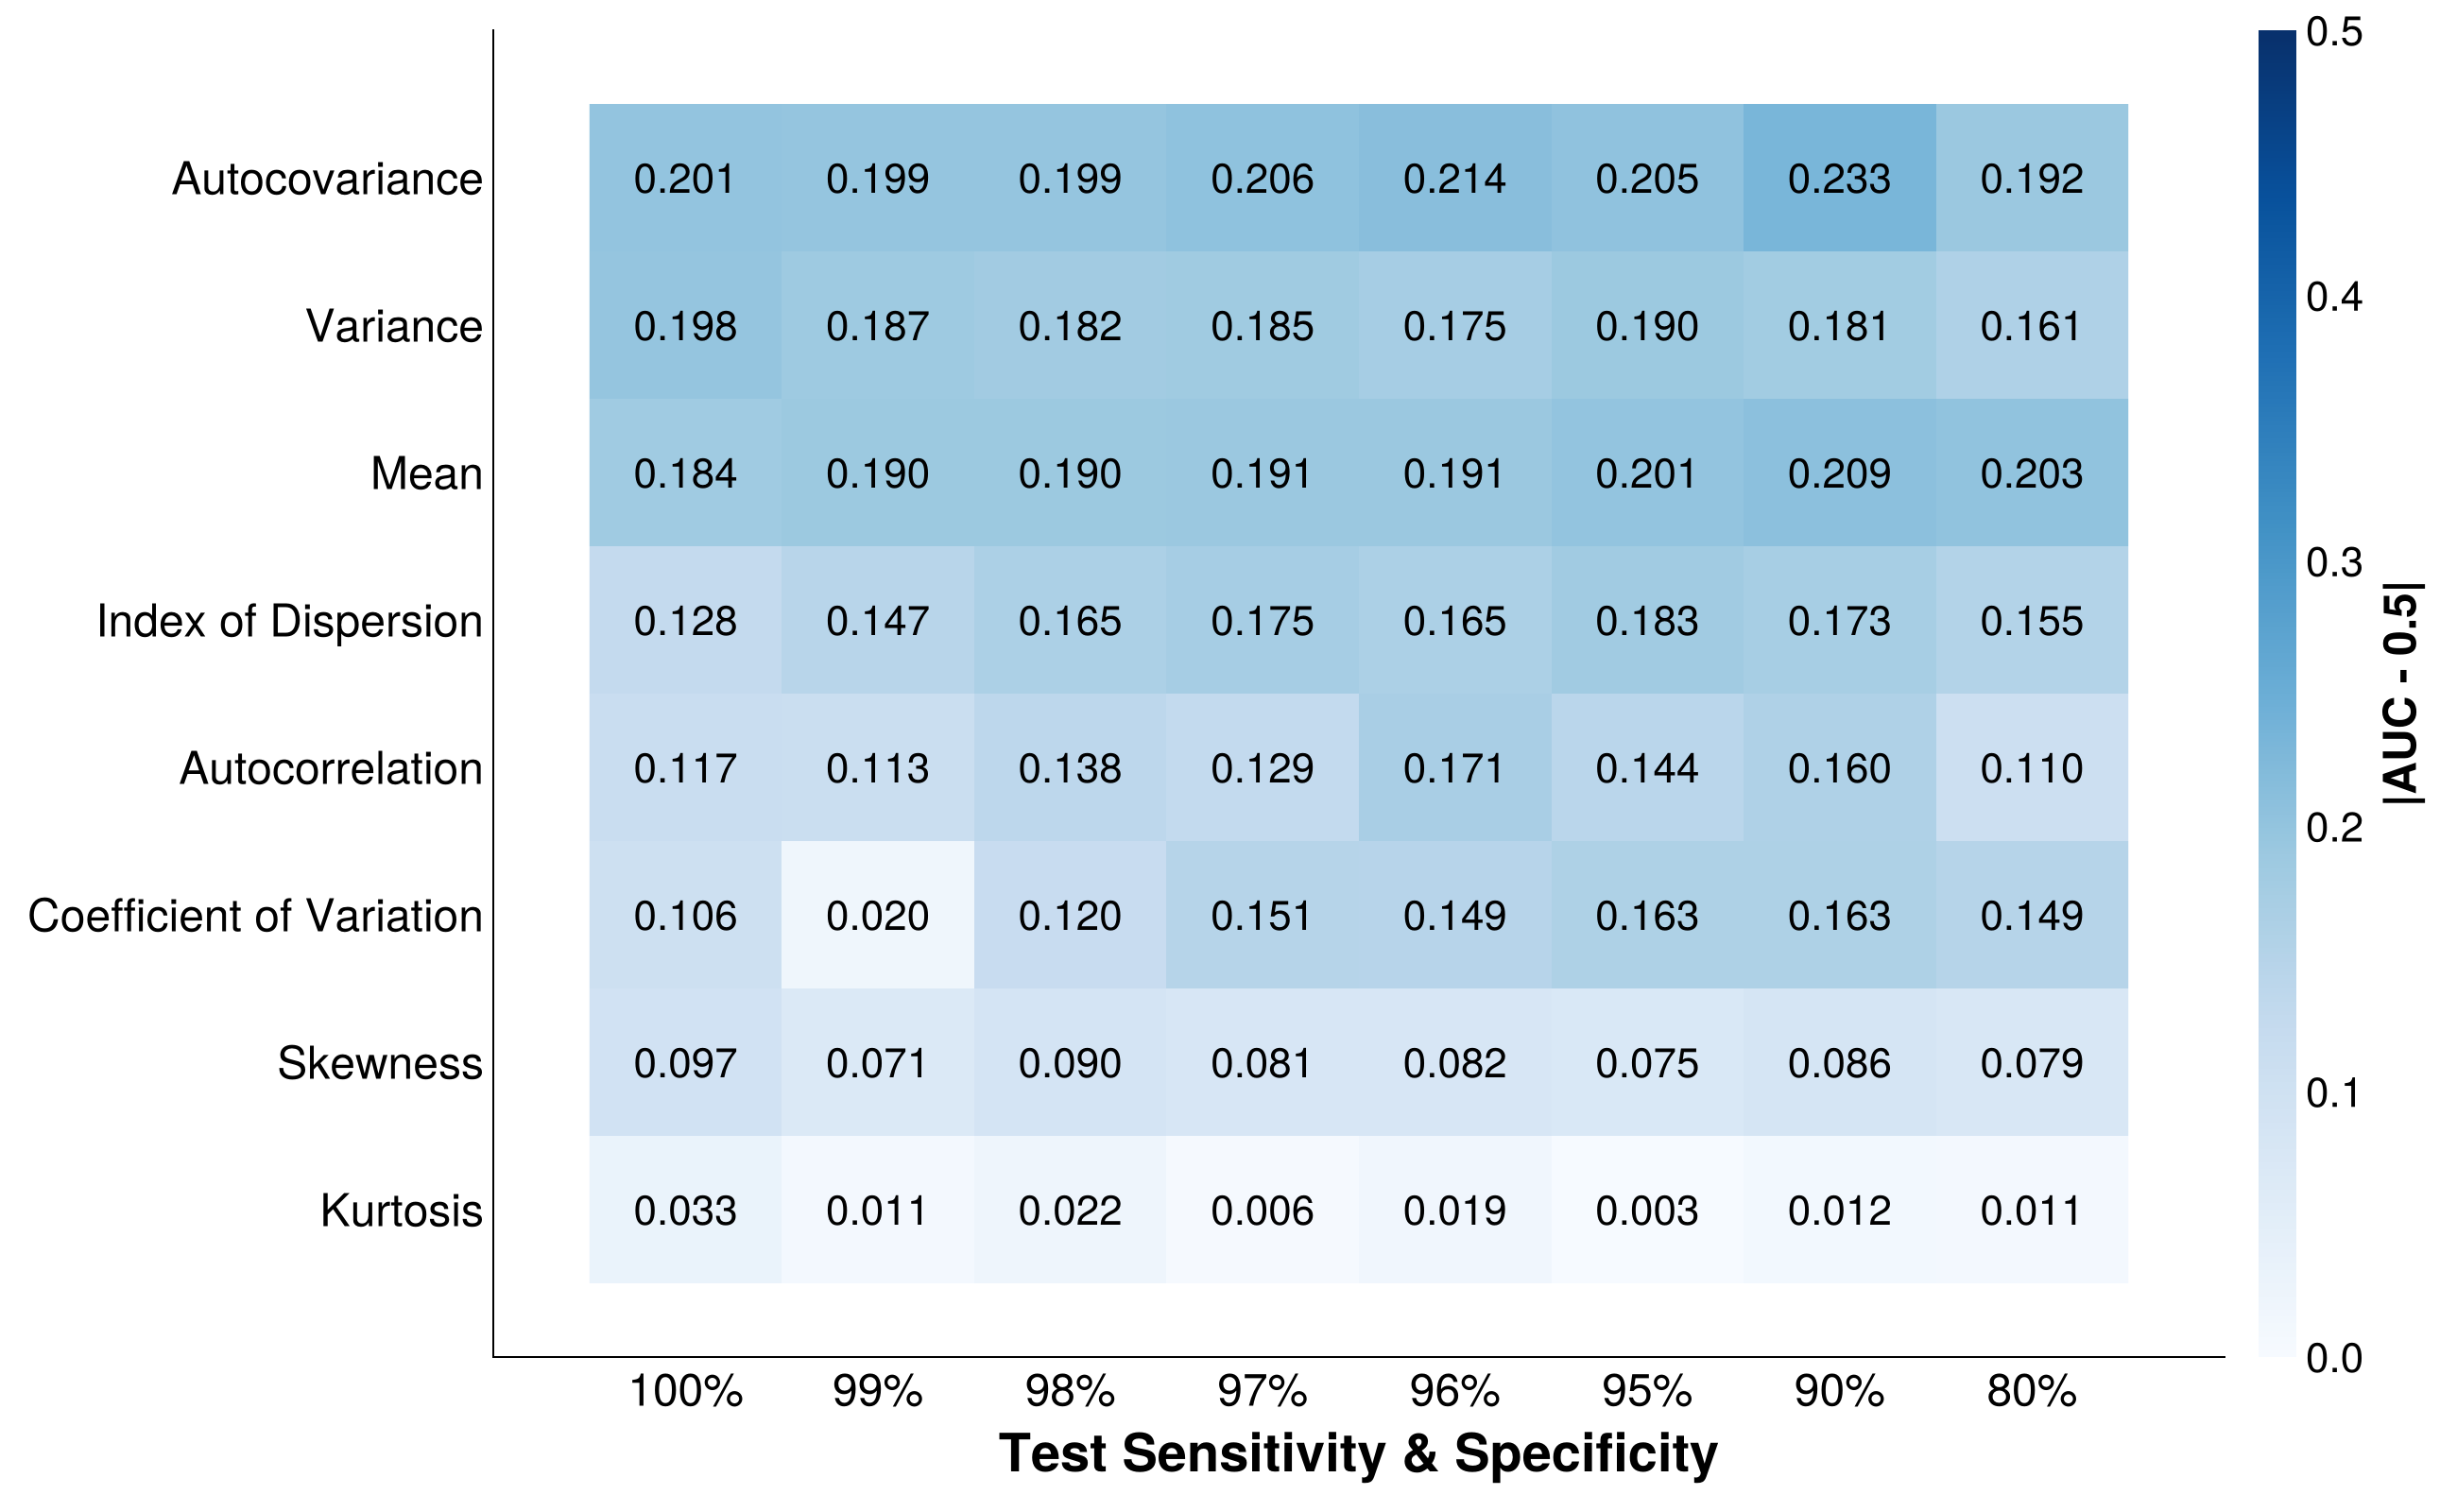 Autocovariance 0.201 0.199 0.199 0.206 0.214 0.205 0.233 0.192
Variance 0.198 0.187 0.182 0.185 0.175 0.190 0.181 0.161
Mean 0.184 0.190 0.190 0.191 0.191 0.201 0.209 0.203
Index of Dispersion 0.128 0.147 0.165 0.175 0.165 0.183 0.173 0.155
Autocorrelation 0.117 0.113 0.138 0.129 0.171 0.144 0.160 0.110
Coefficient of Variation 0.106 0.020 0.120 0.151 0.149 0.163 0.163 0.149
Skewness 0.097 0.071 0.090 0.081 0.082 0.075 0.086 0.079
Kurtosis 0.033 0.011 0.022 0.006 0.019 0.003 0.012 0.011
100% 99% 98% 97% 96% 95% 90% 80%
Test Sensitivity & Specificity
0.5
0.4
0.3
0.2
0.1
0.0
|AUC - 0.5|